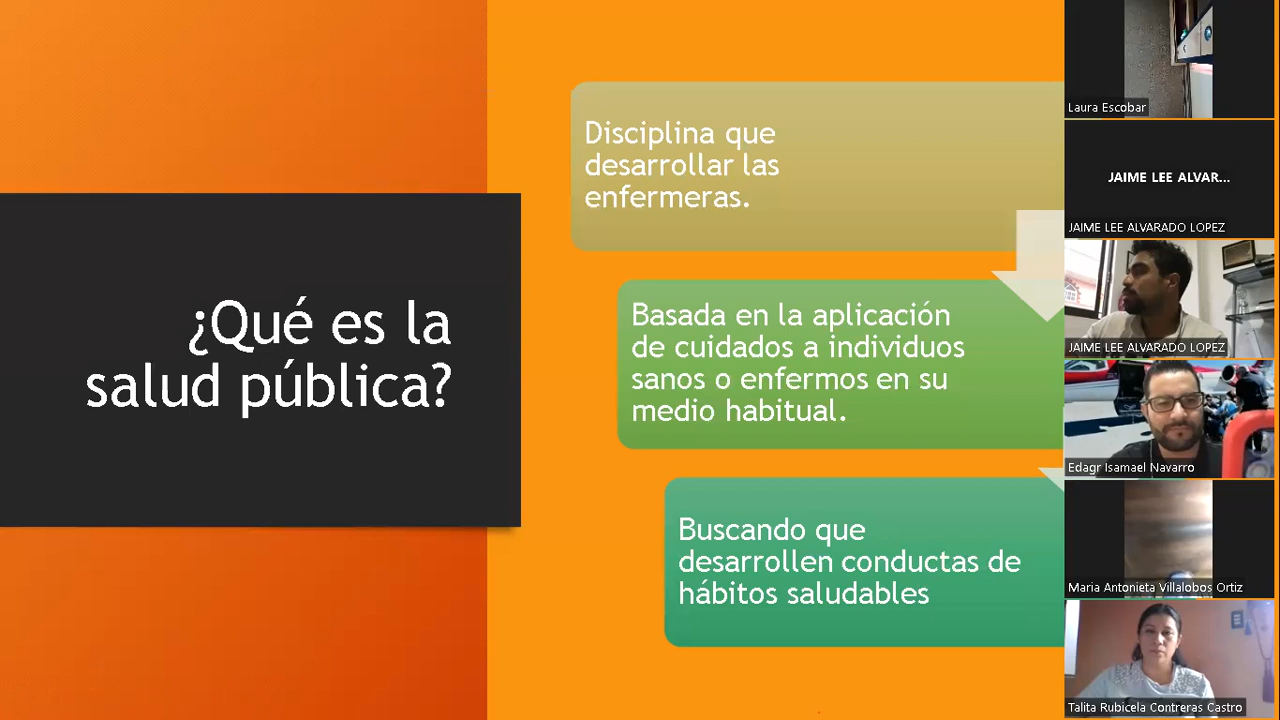 ¿Qué es la
salud pública?
Disciplina que
desarrollar las
enfermeras.
Basada en la aplicación
de cuidados a individuos
sanos o enfermos en su
medio habitual.
Buscando que
desarrollen conductas de
hábitos saludables
Laura Escobar
JAIME LEE ALVAR...
JAIME LEE ALVARADO LOPEZ
JAIME LEE ALVARADO LOPEZ
Edagr Isamael Navarro
Maria Antonieta Villalobos Ortiz
Talita Rubicela Contreras Castro